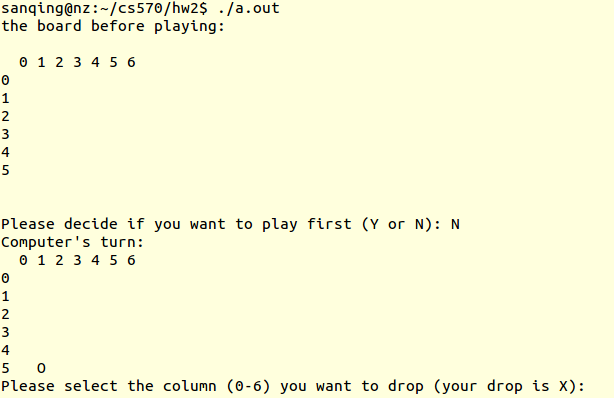 sanqing@nz:~/cs570/hw2$ ./a.out
the board before playing:

  0 1 2 3 4 5 6
0
1
2
3
4
5

Please decide if you want to play first (Y or N): N
Computer's turn:
  0 1 2 3 4 5 6
0
1
2
3
4
5   O
Please select the column (0-6) you want to drop (your drop is X):